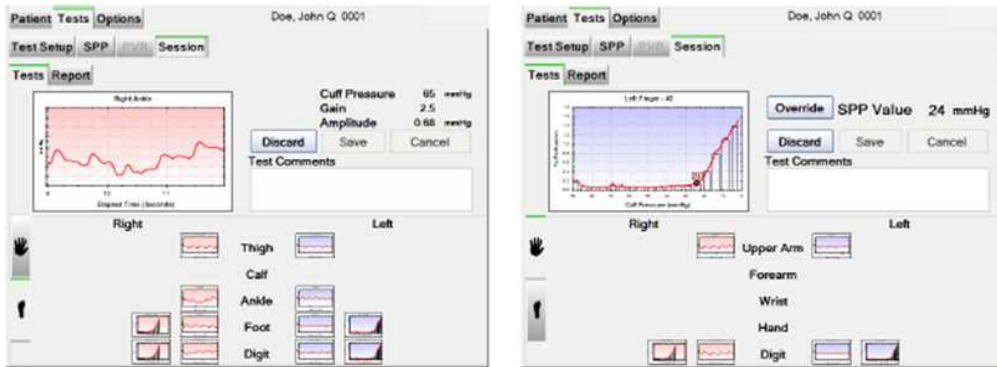 Patient Tests Options Doe, John Q 0001
Test Setup SPP PVR Session
Tests Report
Right Ankle
Cuff Pressure 65 mmHg
Gain 2.5
Amplitude 0.68 mmHg
Discard Save Cancel
Test Comments
Elapsed Time (Seconds)
Right Left
Thigh
Calf
Ankle
Foot
Digit
Patient Tests Options Doe, John Q 0001
Test Setup SPP PVR Session
Tests Report
Left Finger - #2
Override SPP Value 24 mmHg
Discard Save Cancel
Test Comments
Cuff Pressure (mmHg)
Right Left
Upper Arm
Forearm
Wrist
Hand
Digit